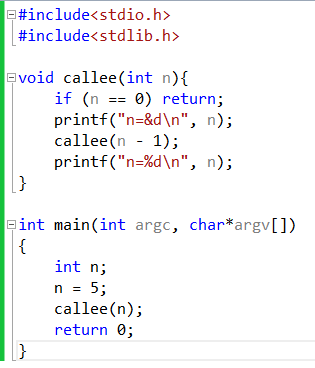 #include<stdio.h>
#include<stdlib.h>
void callee(int n){
if (n == 0) return;
printf("n=&d\n", n);
callee(n - 1);
printf("n=%d\n", n);
}
int main(int argc, char*argv[])
{
int n;
n = 5;
callee(n);
return 0;
}